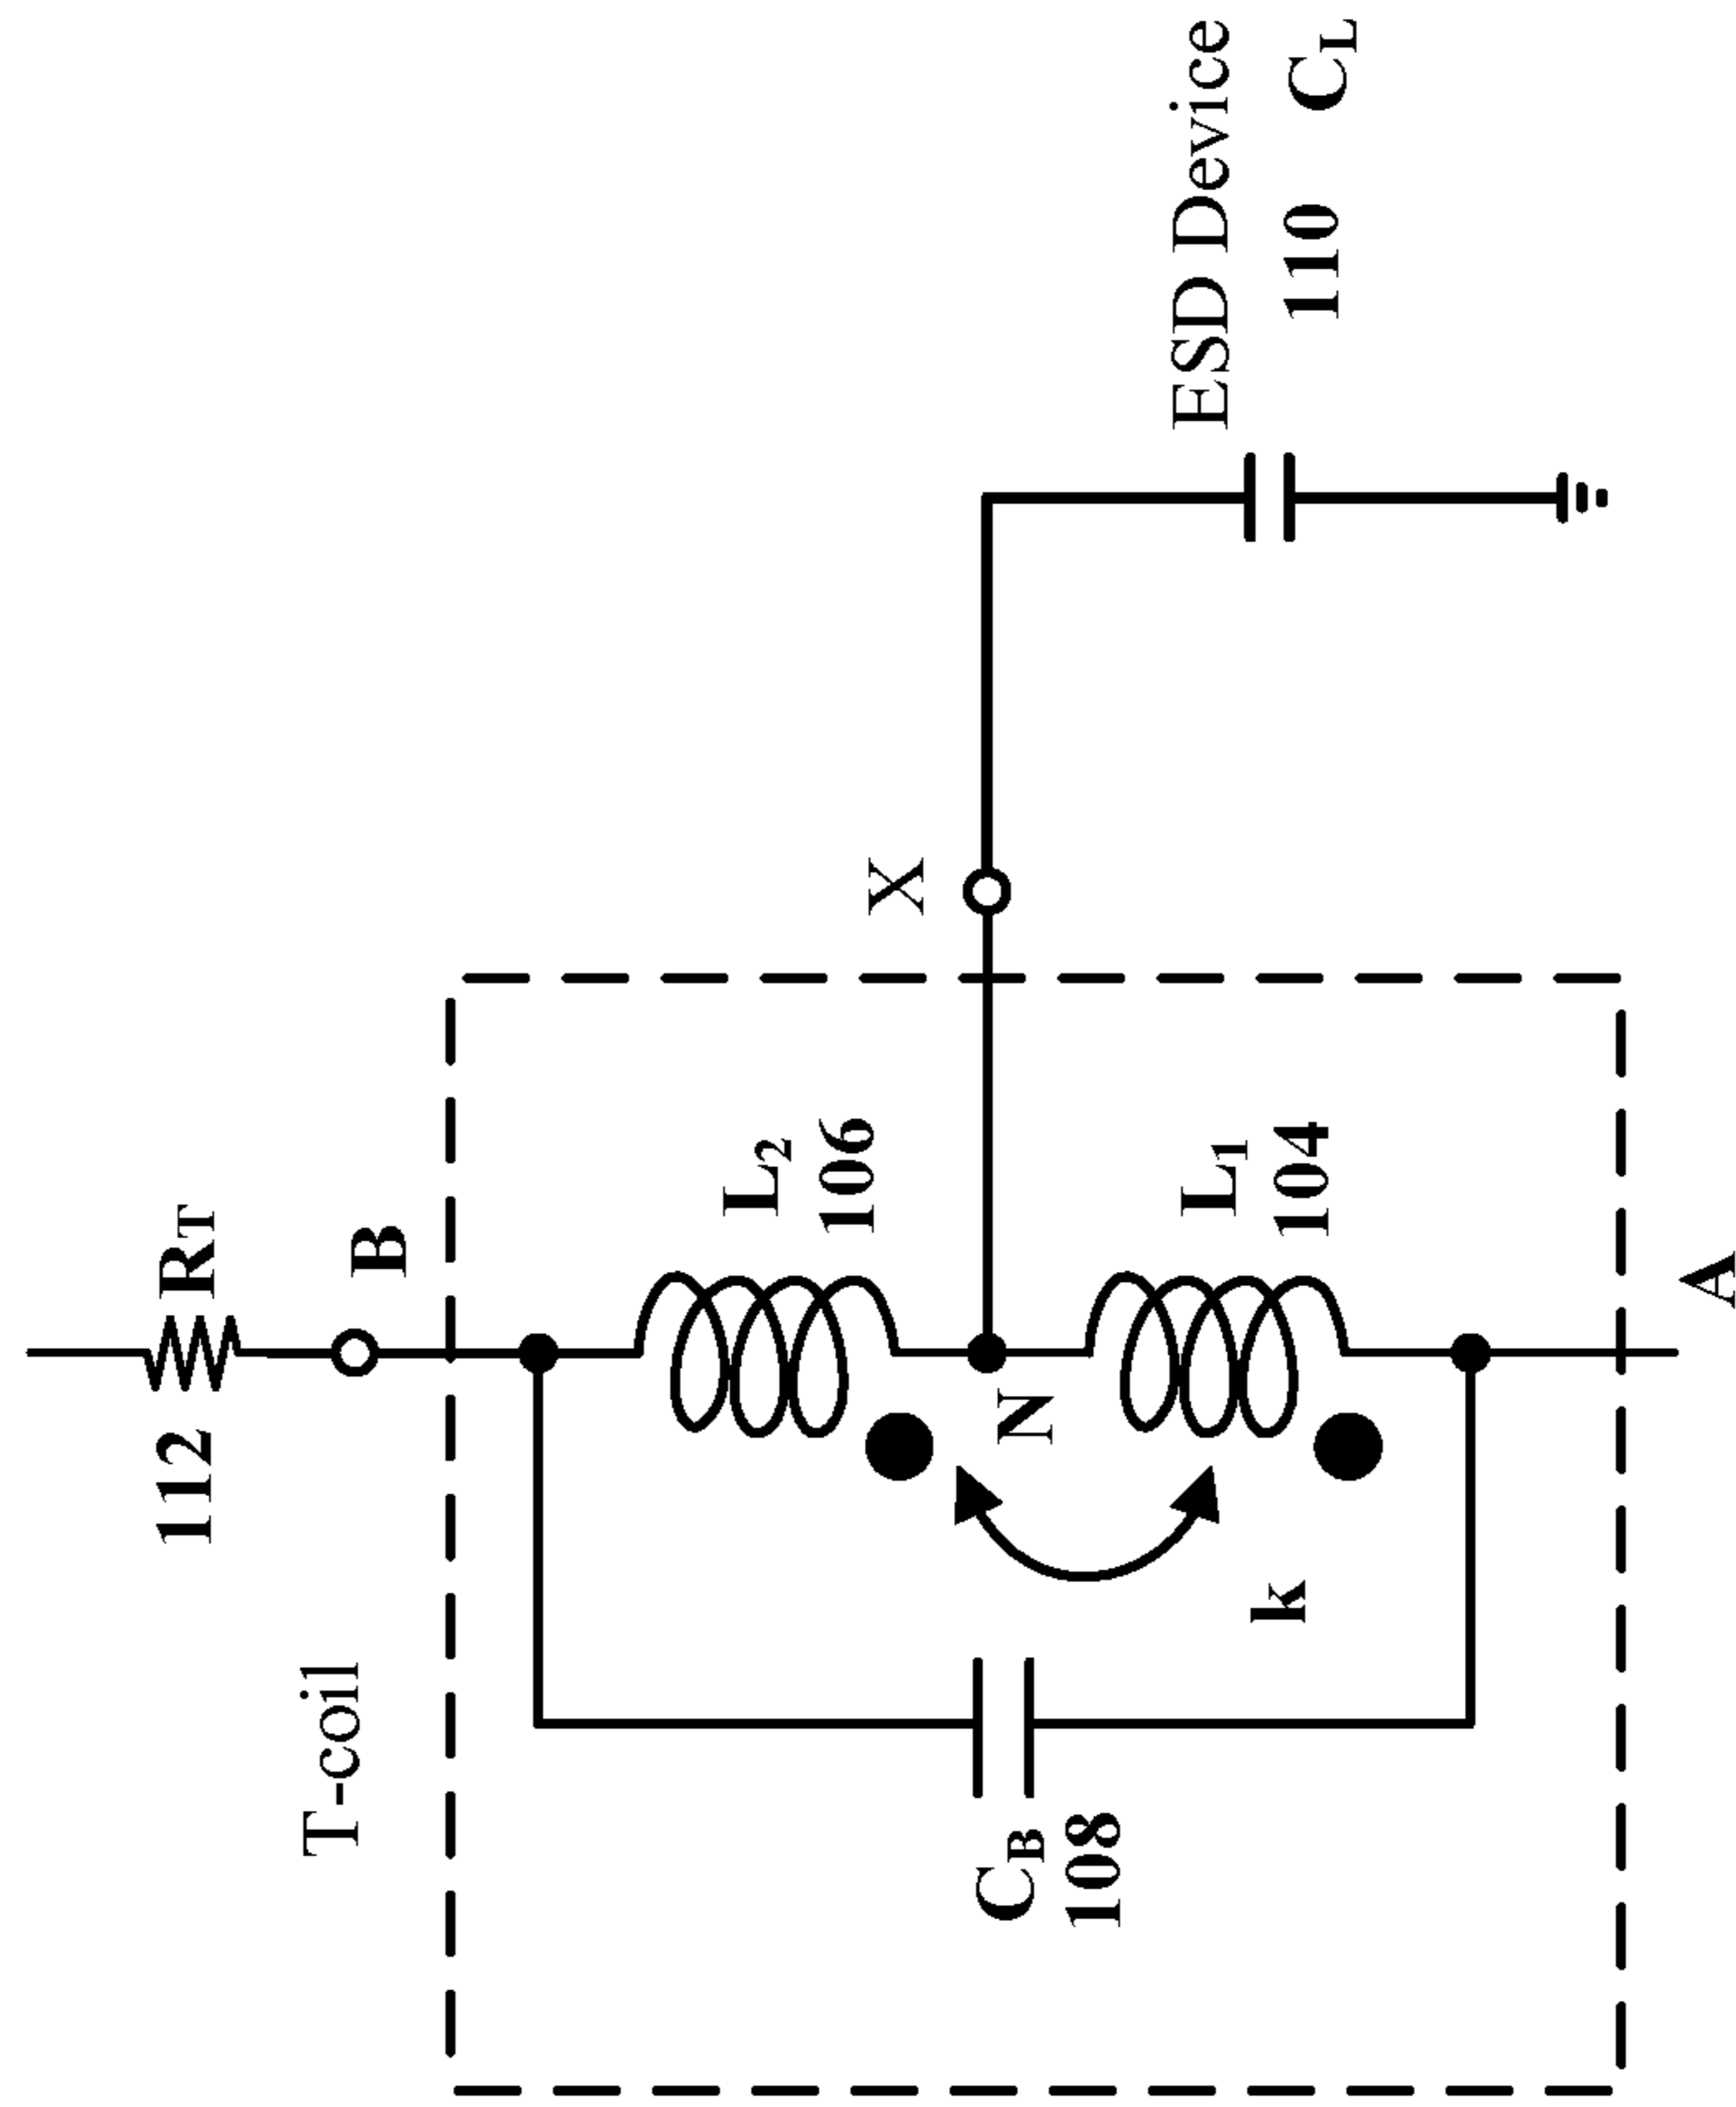 T-coil
112 R_T
B
C_B
108
k
N
L_2
106
L_1
104
A
X
ESD Device
110 C_L